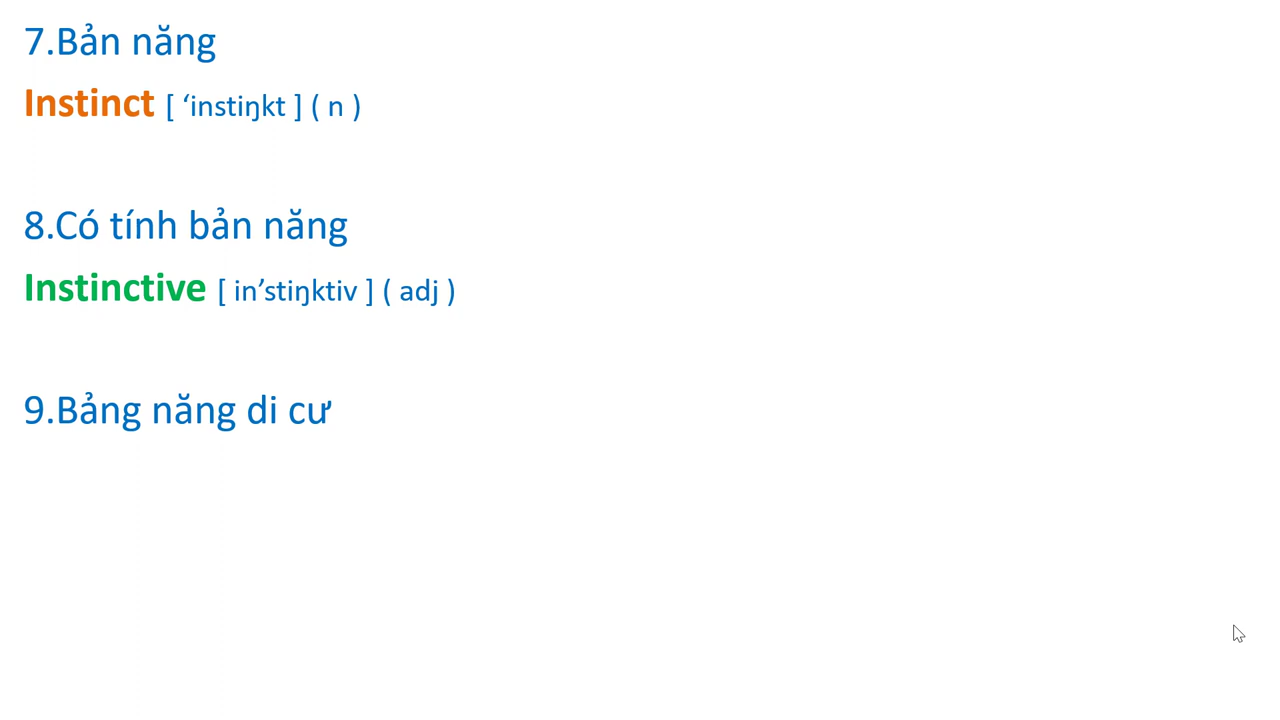 7.Bản năng
Instinct [ ‘instiŋkt ] ( n )
8.Có tính bản năng
Instinctive [ in’stiŋktiv ] ( adj )
9.Bảng năng di cư